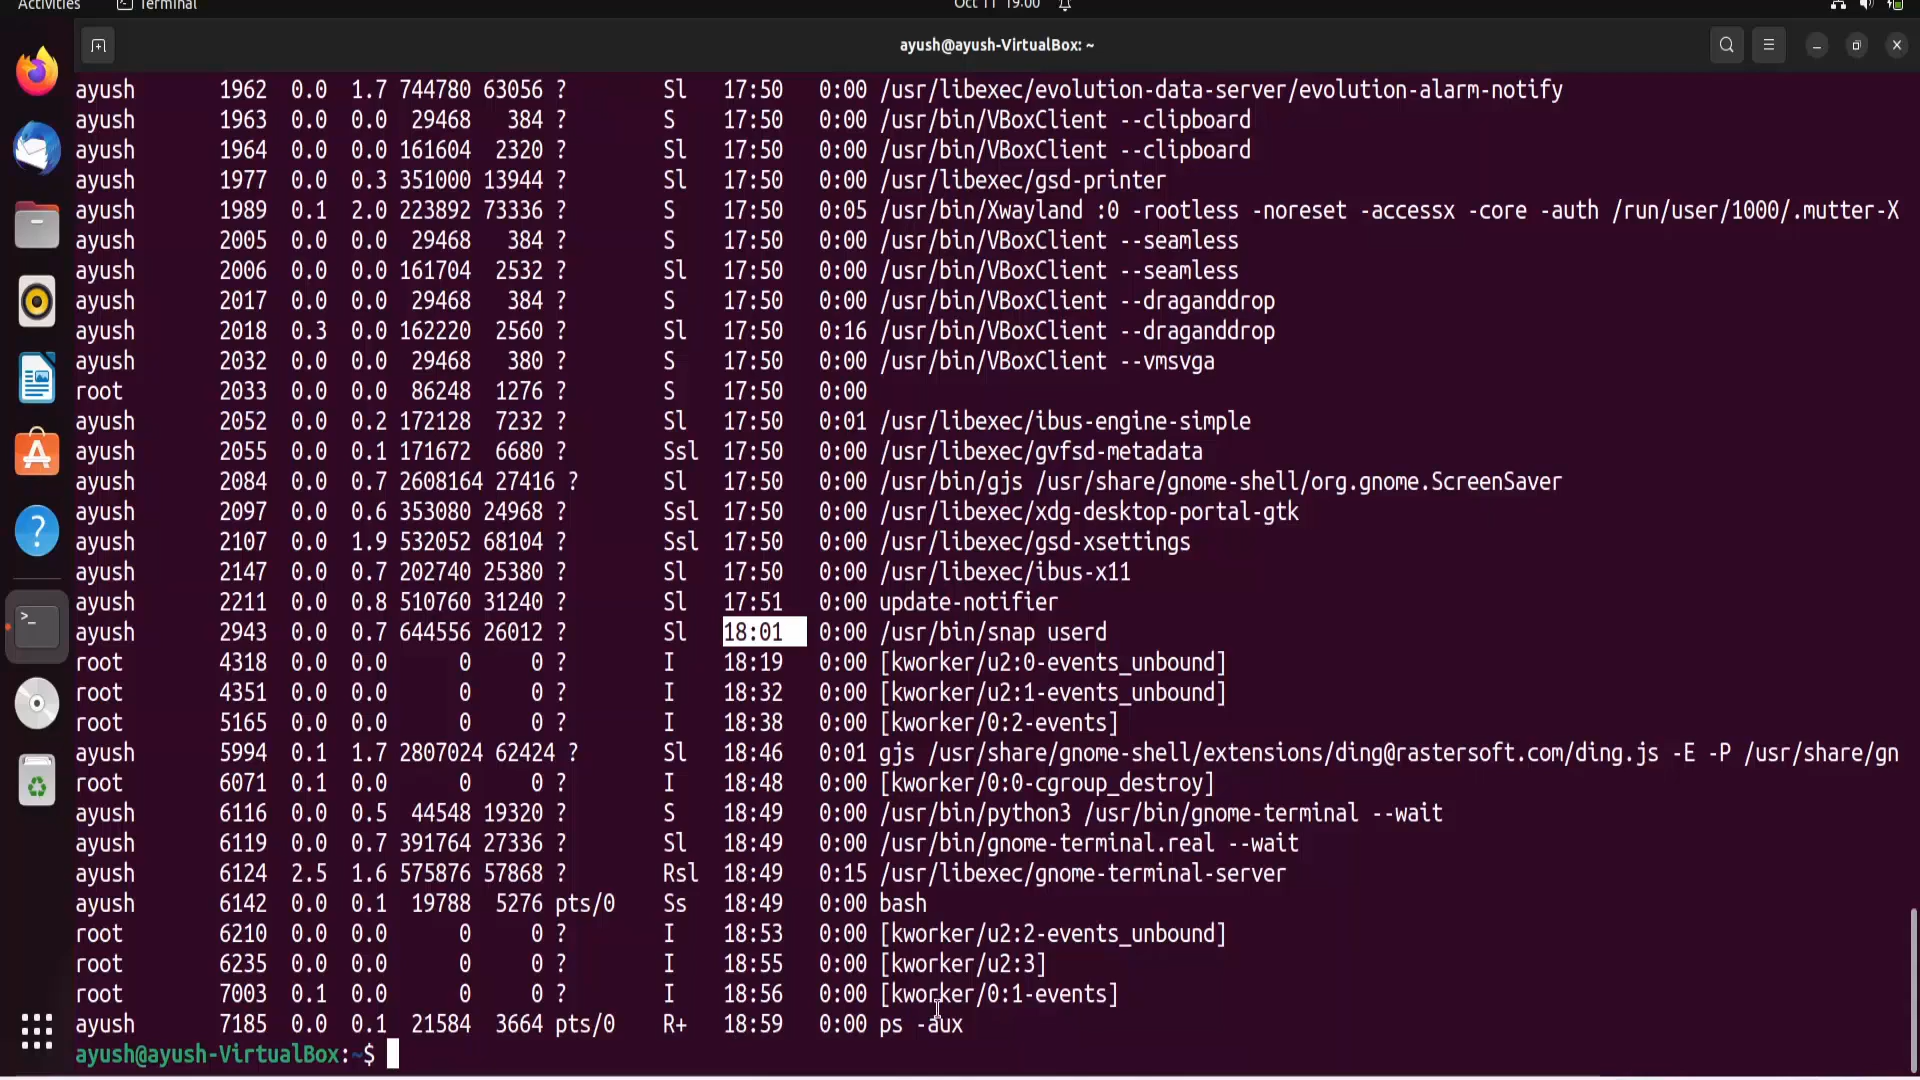 Activities Terminal Oct 11 19:00
ayush@ayush-VirtualBox: ~
ayush 1962 0.0 1.7 744780 63056 ? Sl 17:50 0:00 /usr/libexec/evolution-data-server/evolution-alarm-notify
ayush 1963 0.0 0.0 29468 384 ? S 17:50 0:00 /usr/bin/VBoxClient --clipboard
ayush 1964 0.0 0.0 161604 2320 ? Sl 17:50 0:00 /usr/bin/VBoxClient --clipboard
ayush 1977 0.0 0.3 351000 13944 ? Sl 17:50 0:00 /usr/libexec/gsd-printer
ayush 1989 0.1 2.0 223892 73336 ? S 17:50 0:05 /usr/bin/Xwayland :0 -rootless -noreset -accessx -core -auth /run/user/1000/.mutter-X
ayush 2005 0.0 0.0 29468 384 ? S 17:50 0:00 /usr/bin/VBoxClient --seamless
ayush 2006 0.0 0.0 161704 2532 ? Sl 17:50 0:00 /usr/bin/VBoxClient --seamless
ayush 2017 0.0 0.0 29468 384 ? S 17:50 0:00 /usr/bin/VBoxClient --draganddrop
ayush 2018 0.3 0.0 162220 2560 ? Sl 17:50 0:16 /usr/bin/VBoxClient --draganddrop
ayush 2032 0.0 0.0 29468 380 ? S 17:50 0:00 /usr/bin/VBoxClient --vmsvga
root 2033 0.0 0.0 86248 1276 ? S 17:50 0:00
ayush 2052 0.0 0.2 172128 7232 ? Sl 17:50 0:01 /usr/libexec/ibus-engine-simple
ayush 2055 0.0 0.1 171672 6680 ? Ssl 17:50 0:00 /usr/libexec/gvfsd-metadata
ayush 2084 0.0 0.7 2608164 27416 ? Sl 17:50 0:00 /usr/bin/gjs /usr/share/gnome-shell/org.gnome.ScreenSaver
ayush 2097 0.0 0.6 353080 24968 ? Ssl 17:50 0:00 /usr/libexec/xdg-desktop-portal-gtk
ayush 2107 0.0 1.9 532052 68104 ? Ssl 17:50 0:00 /usr/libexec/gsd-xsettings
ayush 2147 0.0 0.7 202740 25380 ? Sl 17:50 0:00 /usr/libexec/ibus-x11
ayush 2211 0.0 0.8 510760 31240 ? Sl 17:51 0:00 update-notifier
ayush 2943 0.0 0.7 644556 26012 ? Sl 18:01 0:00 /usr/bin/snap userd
root 4318 0.0 0.0 0 0 ? I 18:19 0:00 [kworker/u2:0-events_unbound]
root 4351 0.0 0.0 0 0 ? I 18:32 0:00 [kworker/u2:1-events_unbound]
root 5165 0.0 0.0 0 0 ? I 18:38 0:00 [kworker/0:2-events]
ayush 5994 0.1 1.7 2807024 62424 ? Sl 18:46 0:01 gjs /usr/share/gnome-shell/extensions/ding@rastersoft.com/ding.js -E -P /usr/share/gn
root 6071 0.1 0.0 0 0 ? I 18:48 0:00 [kworker/0:0-cgroup_destroy]
ayush 6116 0.0 0.5 44548 19320 ? S 18:49 0:00 /usr/bin/python3 /usr/bin/gnome-terminal --wait
ayush 6119 0.0 0.7 391764 27336 ? Sl 18:49 0:00 /usr/bin/gnome-terminal.real --wait
ayush 6124 2.5 1.6 575876 57868 ? Rsl 18:49 0:15 /usr/libexec/gnome-terminal-server
ayush 6142 0.0 0.1 19788 5276 pts/0 Ss 18:49 0:00 bash
root 6210 0.0 0.0 0 0 ? I 18:53 0:00 [kworker/u2:2-events_unbound]
root 6235 0.0 0.0 0 0 ? I 18:55 0:00 [kworker/u2:3]
root 7003 0.1 0.0 0 0 ? I 18:56 0:00 [kworker/0:1-events]
ayush 7185 0.0 0.1 21584 3664 pts/0 R+ 18:59 0:00 ps -aux
ayush@ayush-VirtualBox:~$